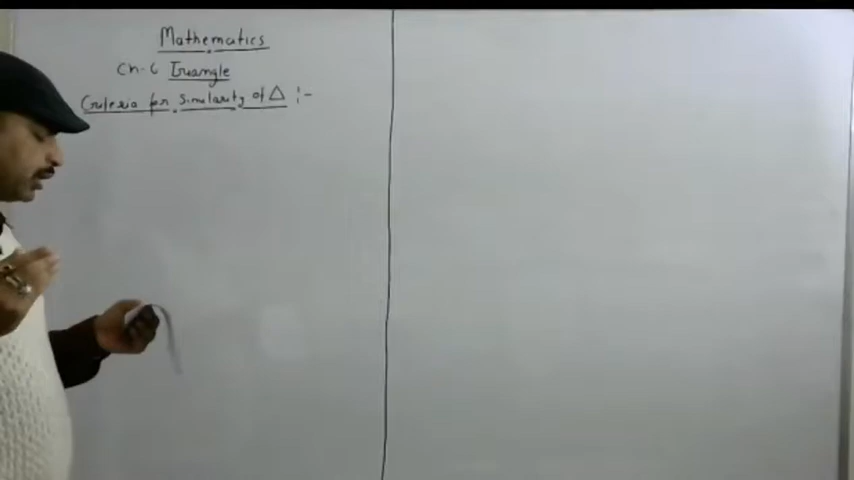 Mathematics
Ch-6 Triangle
Criteria for Similarity of △ :-